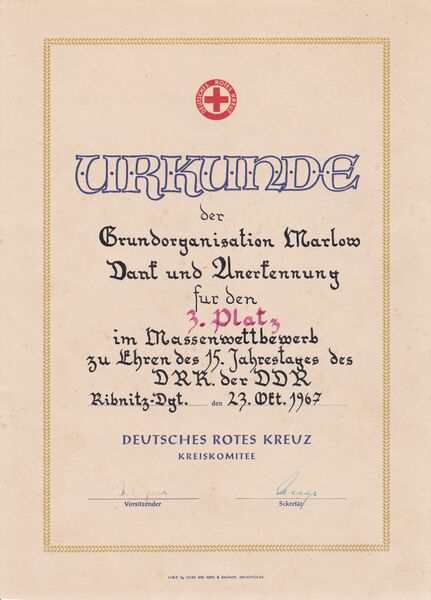 DEUTSCHES ROTES KREUZ
URKUNDE
der
Grundorganisation Marlow
Dank und Anerkennung
für den
3. Platz
im Massenwettbewerb
zu Ehren des 15. Jahrestages des
DRK. der DDR
Ribnitz-Dgt. den 23. Okt. 1967
DEUTSCHES ROTES KREUZ
KREISKOMITEE
Vorsitzender Sekretär